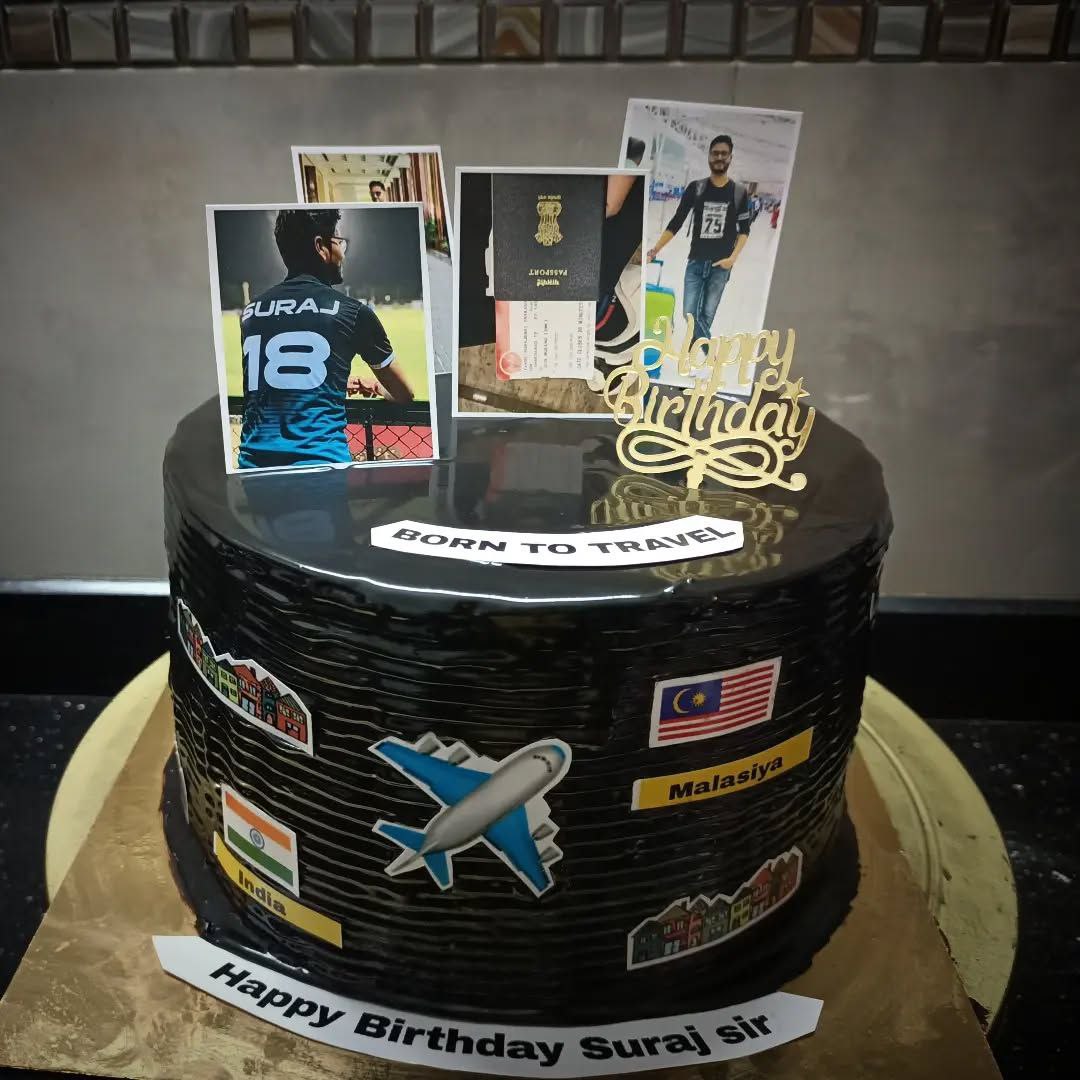 SURAJ
18
PASSPORT
75
Happy
Birthday
BORN TO TRAVEL
Malasiya
India
Happy Birthday Suraj sir